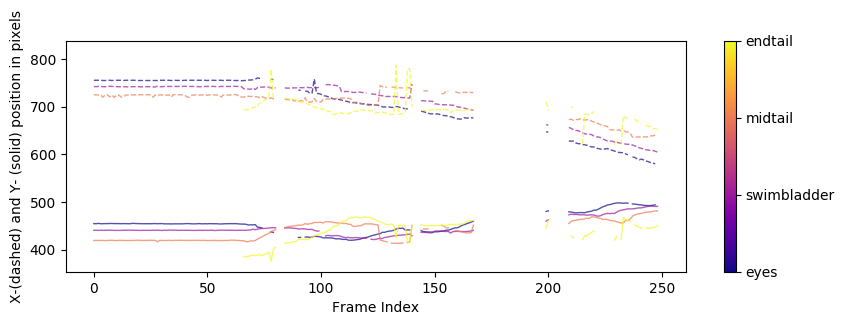 X-(dashed) and Y- (solid) position in pixels
800
700
600
500
400
0
50
100
150
200
250
Frame Index
endtail
midtail
swimbladder
eyes